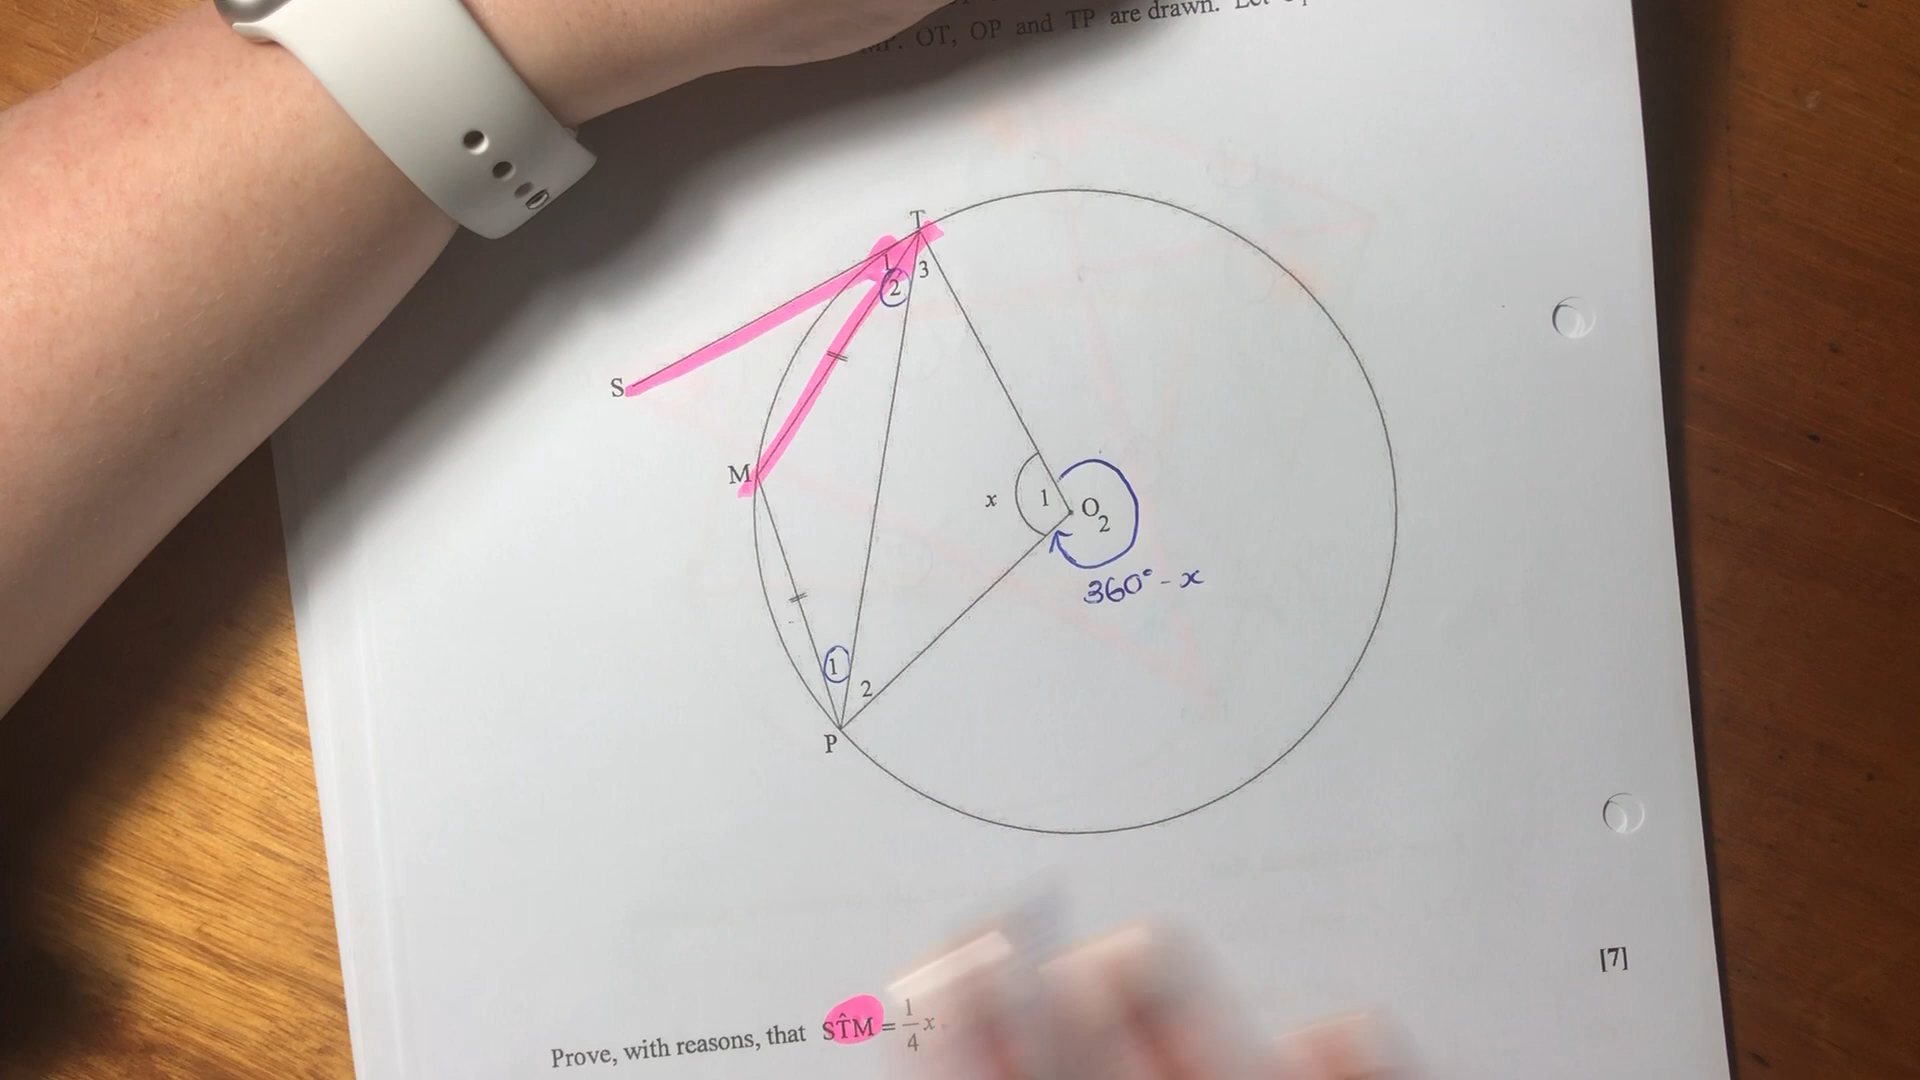 OT, OP and TP are drawn. Let
T
1
2
3
S
M
x
1
O
2
360° - x
1
2
P
[7]
Prove, with reasons, that ST̂M = 1/4 x